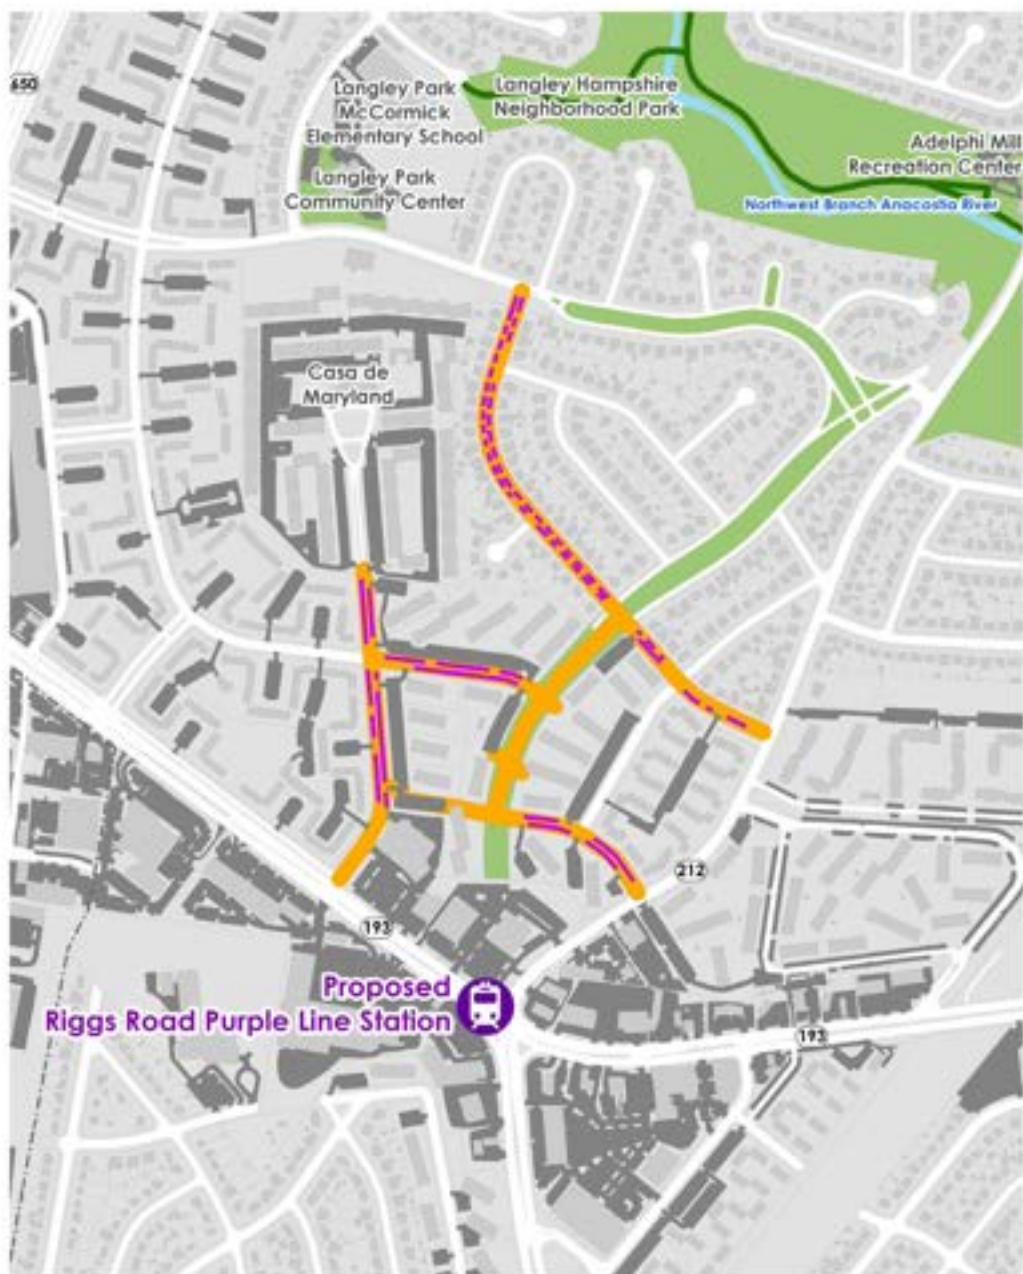 650
Langley Park
McCormick
Elementary School
Langley Hampshire
Neighborhood Park
Adelphi Mill
Recreation Center
Langley Park
Community Center
Northwest Branch Anacostia River
Casa de
Maryland
212
193
Proposed
Riggs Road Purple Line Station
193